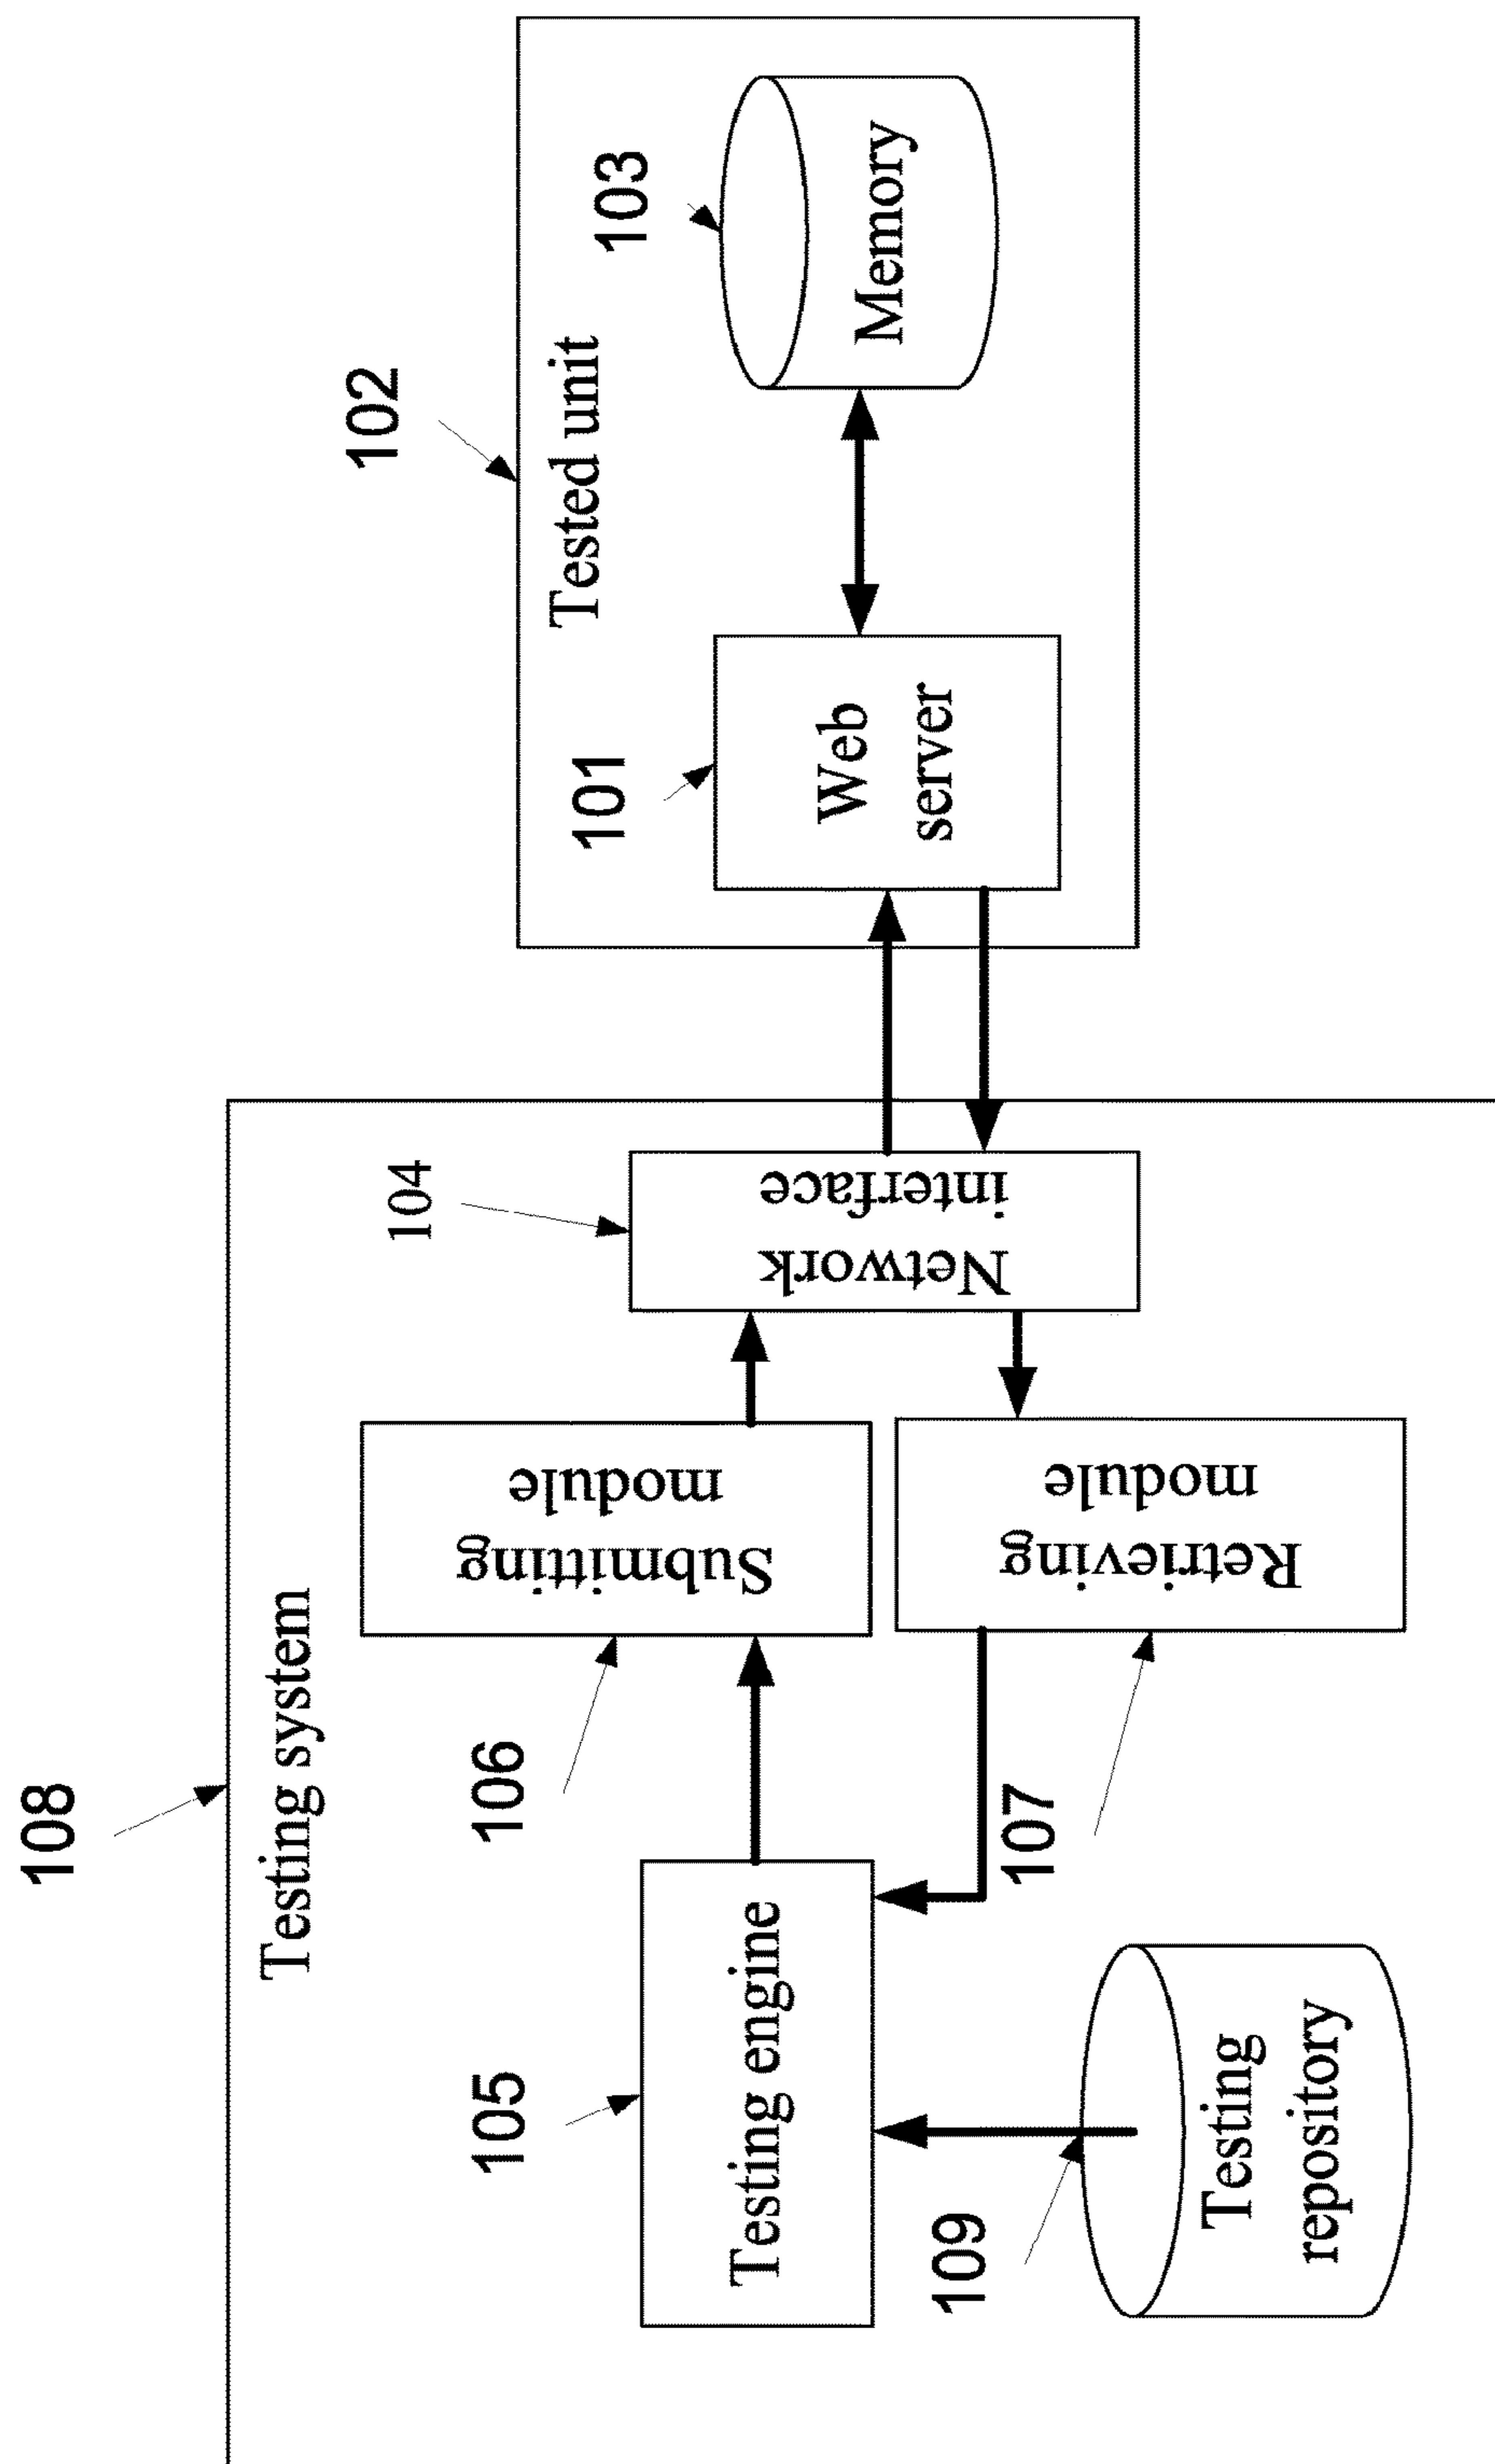 108
Testing system
105
Testing engine
106
Submitting
module
107
Retrieving
module
109
Testing
repository
104
Network
interface
102
Tested unit
101
Web
server
103
Memory